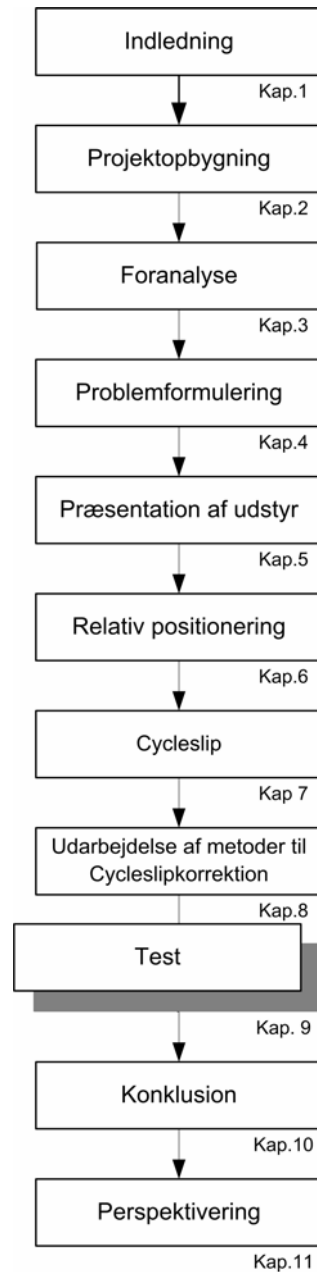 Indledning
Kap.1
Projektopbygning
Kap.2
Foranalyse
Kap.3
Problemformulering
Kap.4
Præsentation af udstyr
Kap.5
Relativ positionering
Kap.6
Cycleslip
Kap 7
Udarbejdelse af metoder til
Cycleslipkorrektion
Kap.8
Test
Kap. 9
Konklusion
Kap.10
Perspektivering
Kap.11